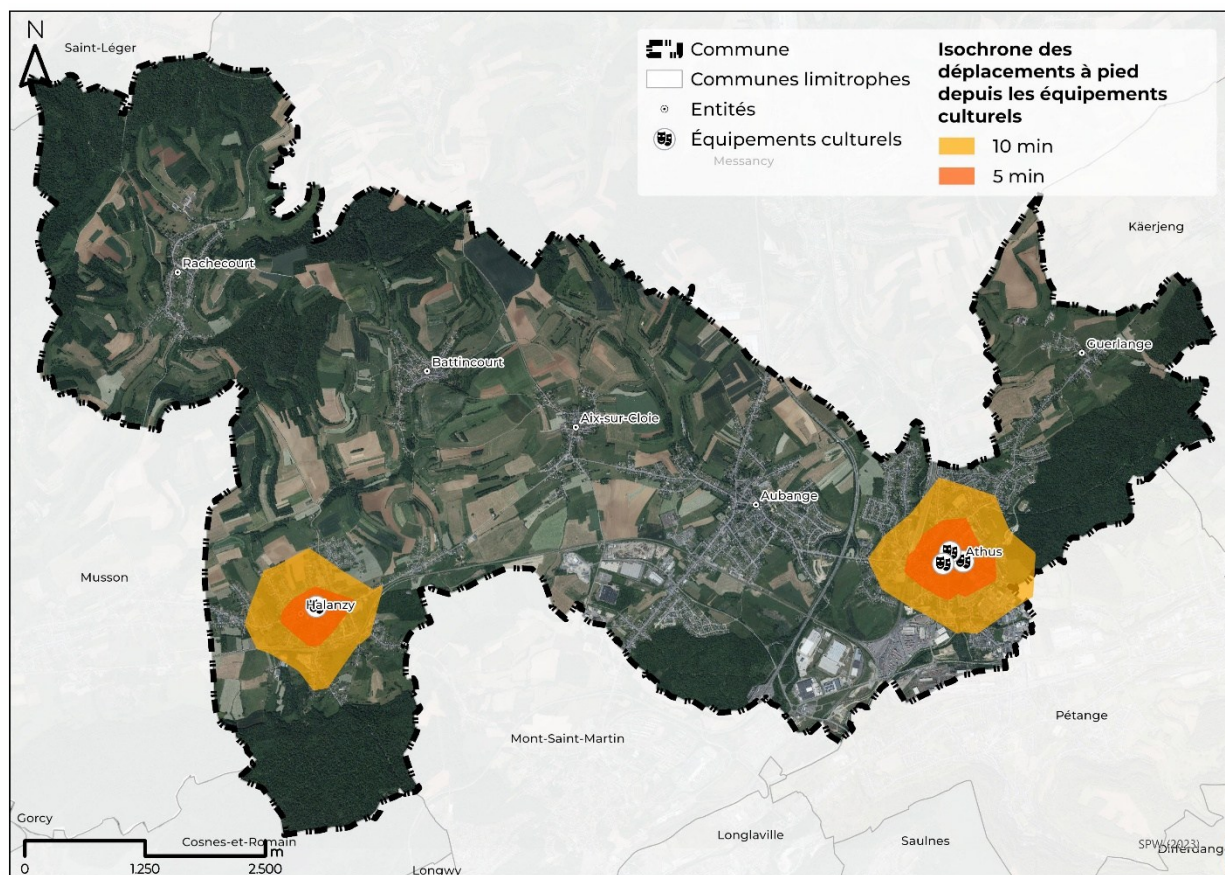 N
Saint-Léger
Commune
Communes limitrophes
Entités
Équipements culturels
Messancy
Isochrone des
déplacements à pied
depuis les équipements
culturels
10 min
5 min
Käerjeng
Rachecourt
Guerlange
Battincourt
Aix-sur-Cloie
Aubange
Athus
Musson
Halanzy
Pétange
Mont-Saint-Martin
Gorcy
Cosnes-et-Romain
Longlaville
Saulnes
SPW (2023)
Differdange
0 1.250 2.500 m
Longwy